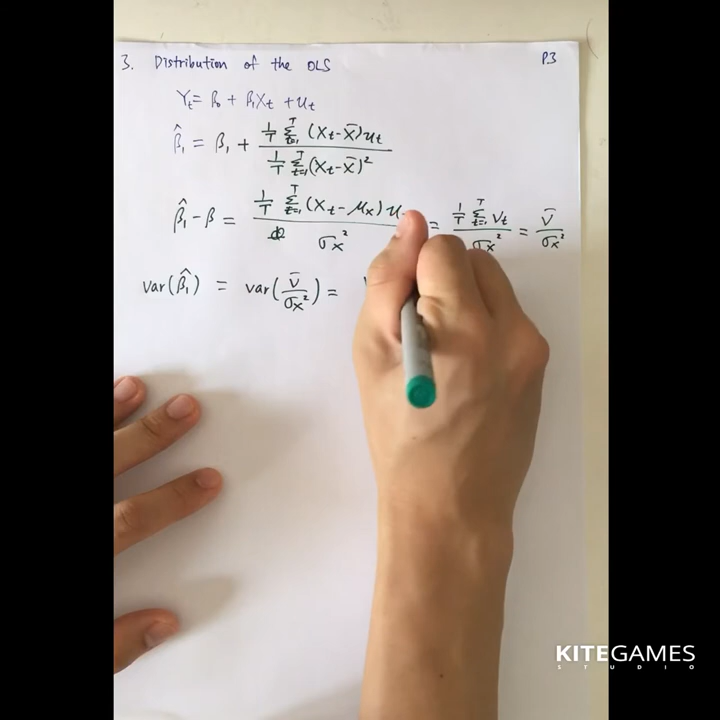 3. Distribution of the OLS P.3
Yt = β₀ + β₁Xt + ut
β̂₁ = β₁ + (1/T Σ_{t=1}^{T} (Xt - X̄)ut) / (1/T Σ_{t=1}^{T} (Xt - X̄)²)
β̂₁ - β = (1/T Σ_{t=1}^{T} (Xt - μx) u) / (σx²) = (1/T Σ_{t=1}^{T} Vt) / (σx²) = V̄ / σx²
var(β̂₁) = var(V̄ / σx²) =
KITEGAMES
STUDIO